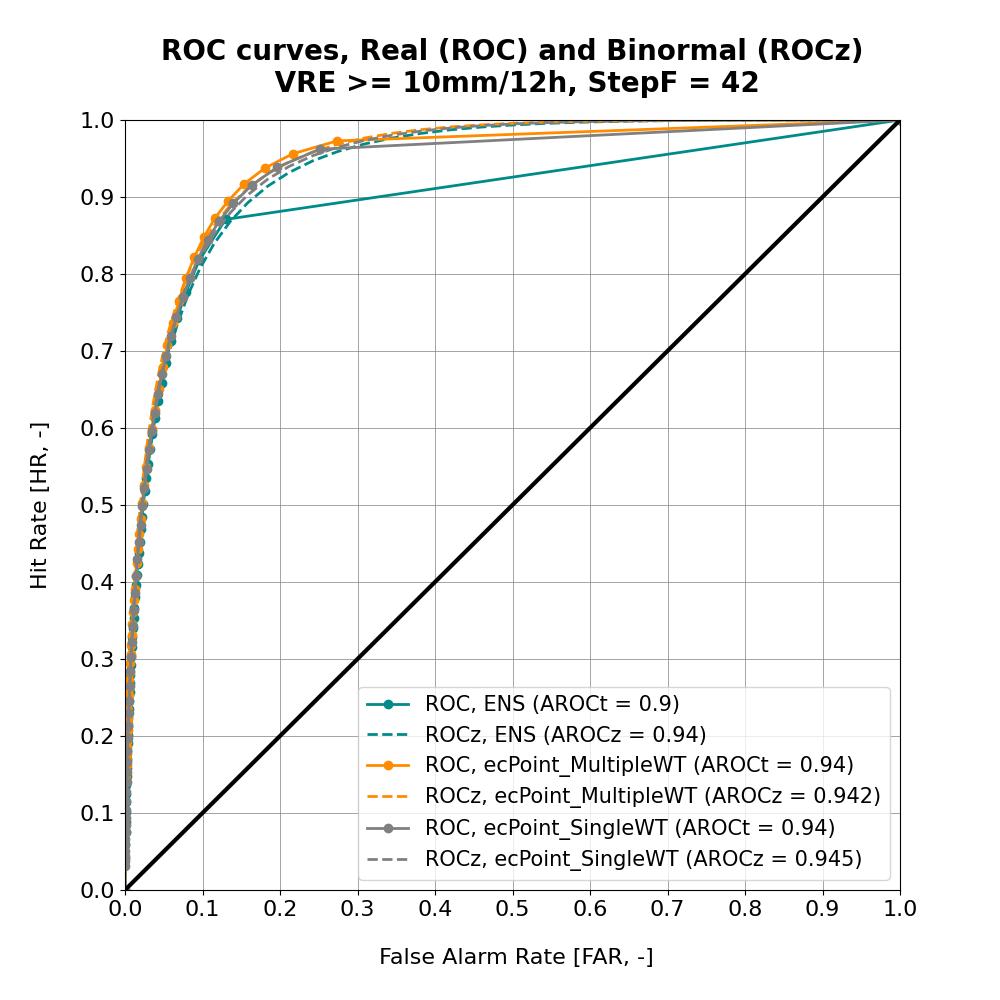 ROC curves, Real (ROC) and Binormal (ROCz)
VRE >= 10mm/12h, StepF = 42
1.0
0.9
0.8
0.7
0.6
0.5
0.4
0.3
0.2
0.1
0.0
Hit Rate [HR, -]
ROC, ENS (AROCt = 0.9)
ROCz, ENS (AROCz = 0.94)
ROC, ecPoint_MultipleWT (AROCt = 0.94)
ROCz, ecPoint_MultipleWT (AROCz = 0.942)
ROC, ecPoint_SingleWT (AROCt = 0.94)
ROCz, ecPoint_SingleWT (AROCz = 0.945)
0.0 0.1 0.2 0.3 0.4 0.5 0.6 0.7 0.8 0.9 1.0
False Alarm Rate [FAR, -]